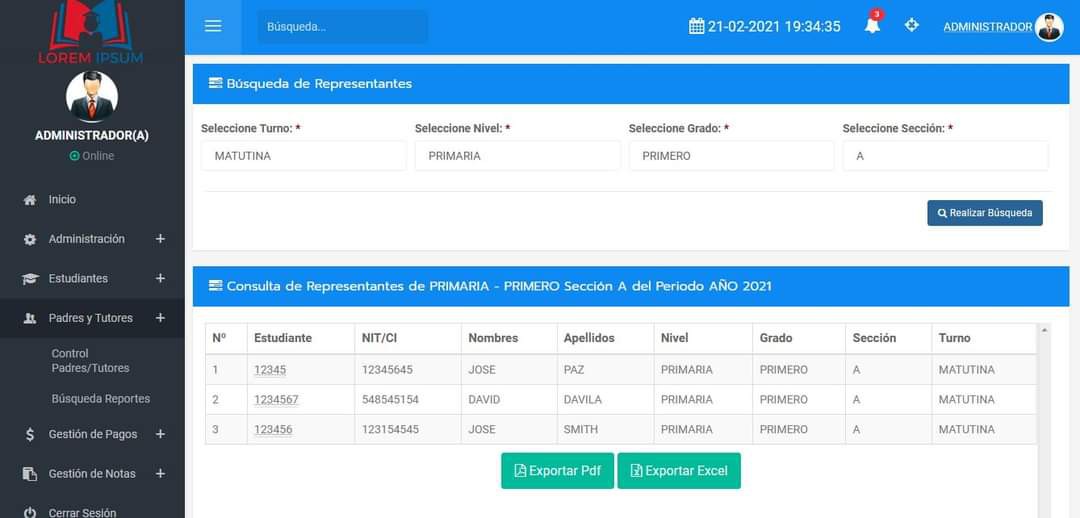 LOREM IPSUM
ADMINISTRADOR(A)
Online
Inicio
Administración +
Estudiantes +
Padres y Tutores +
Control
Padres/Tutores
Búsqueda Reportes
Gestión de Pagos +
Gestión de Notas +
Cerrar Sesión
Búsqueda... 21-02-2021 19:34:35 3 ADMINISTRADOR
Búsqueda de Representantes
Seleccione Turno: * Seleccione Nivel: * Seleccione Grado: * Seleccione Sección: *
MATUTINA PRIMARIA PRIMERO A
Realizar Búsqueda
Consulta de Representantes de PRIMARIA - PRIMERO Sección A del Periodo AÑO 2021
Nº Estudiante NIT/CI Nombres Apellidos Nivel Grado Sección Turno
1 12345 12345645 JOSE PAZ PRIMARIA PRIMERO A MATUTINA
2 1234567 548545154 DAVID DAVILA PRIMARIA PRIMERO A MATUTINA
3 123456 123154545 JOSE SMITH PRIMARIA PRIMERO A MATUTINA
Exportar Pdf Exportar Excel